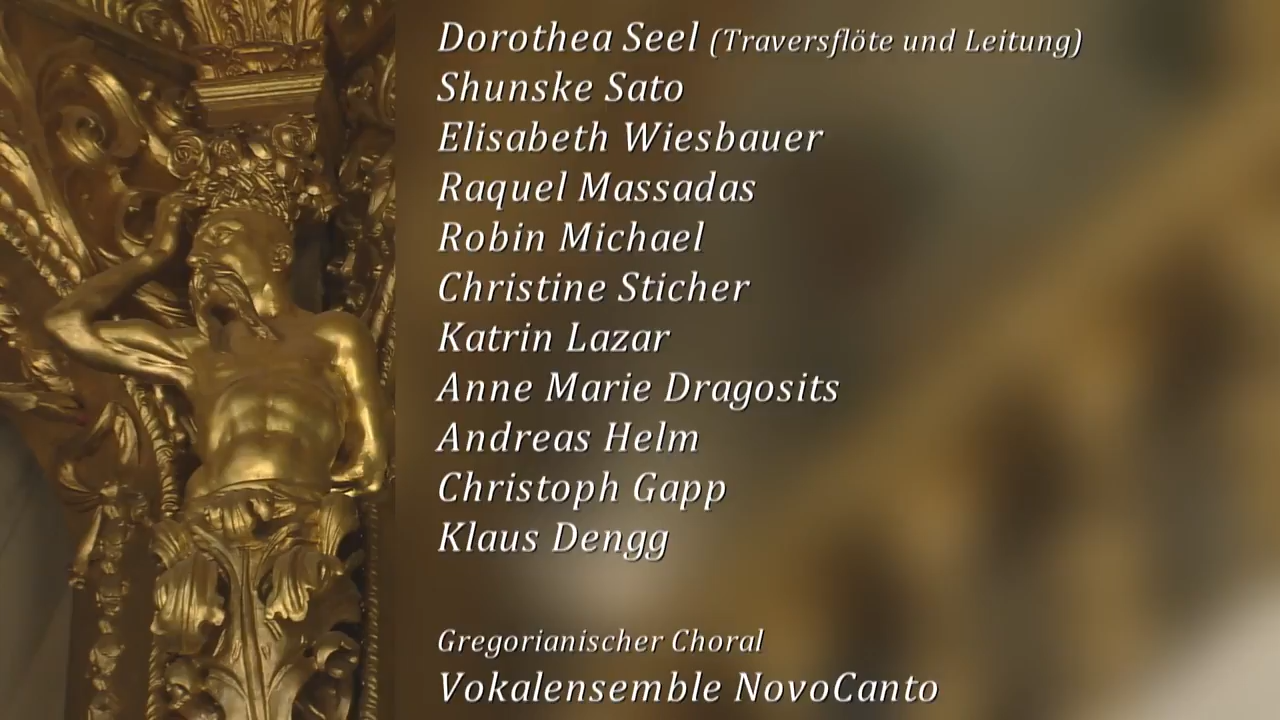 Dorothea Seel (Traversflöte und Leitung)
Shunske Sato
Elisabeth Wiesbauer
Raquel Massadas
Robin Michael
Christine Sticher
Katrin Lazar
Anne Marie Dragosits
Andreas Helm
Christoph Gapp
Klaus Dengg
Gregorianischer Choral
Vokalensemble NovoCanto